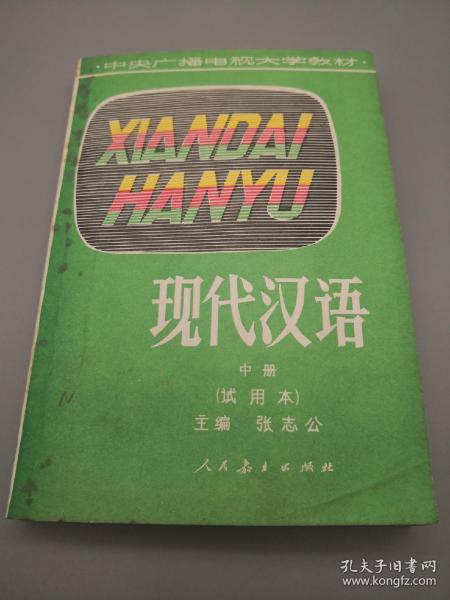 ·中央广播电视大学教材·
XIANDAI
HANYU
现代汉语
中册
(试用本)
主编 张志公
人民教育出版社
N
孔夫子旧书网
www.kongfz.com